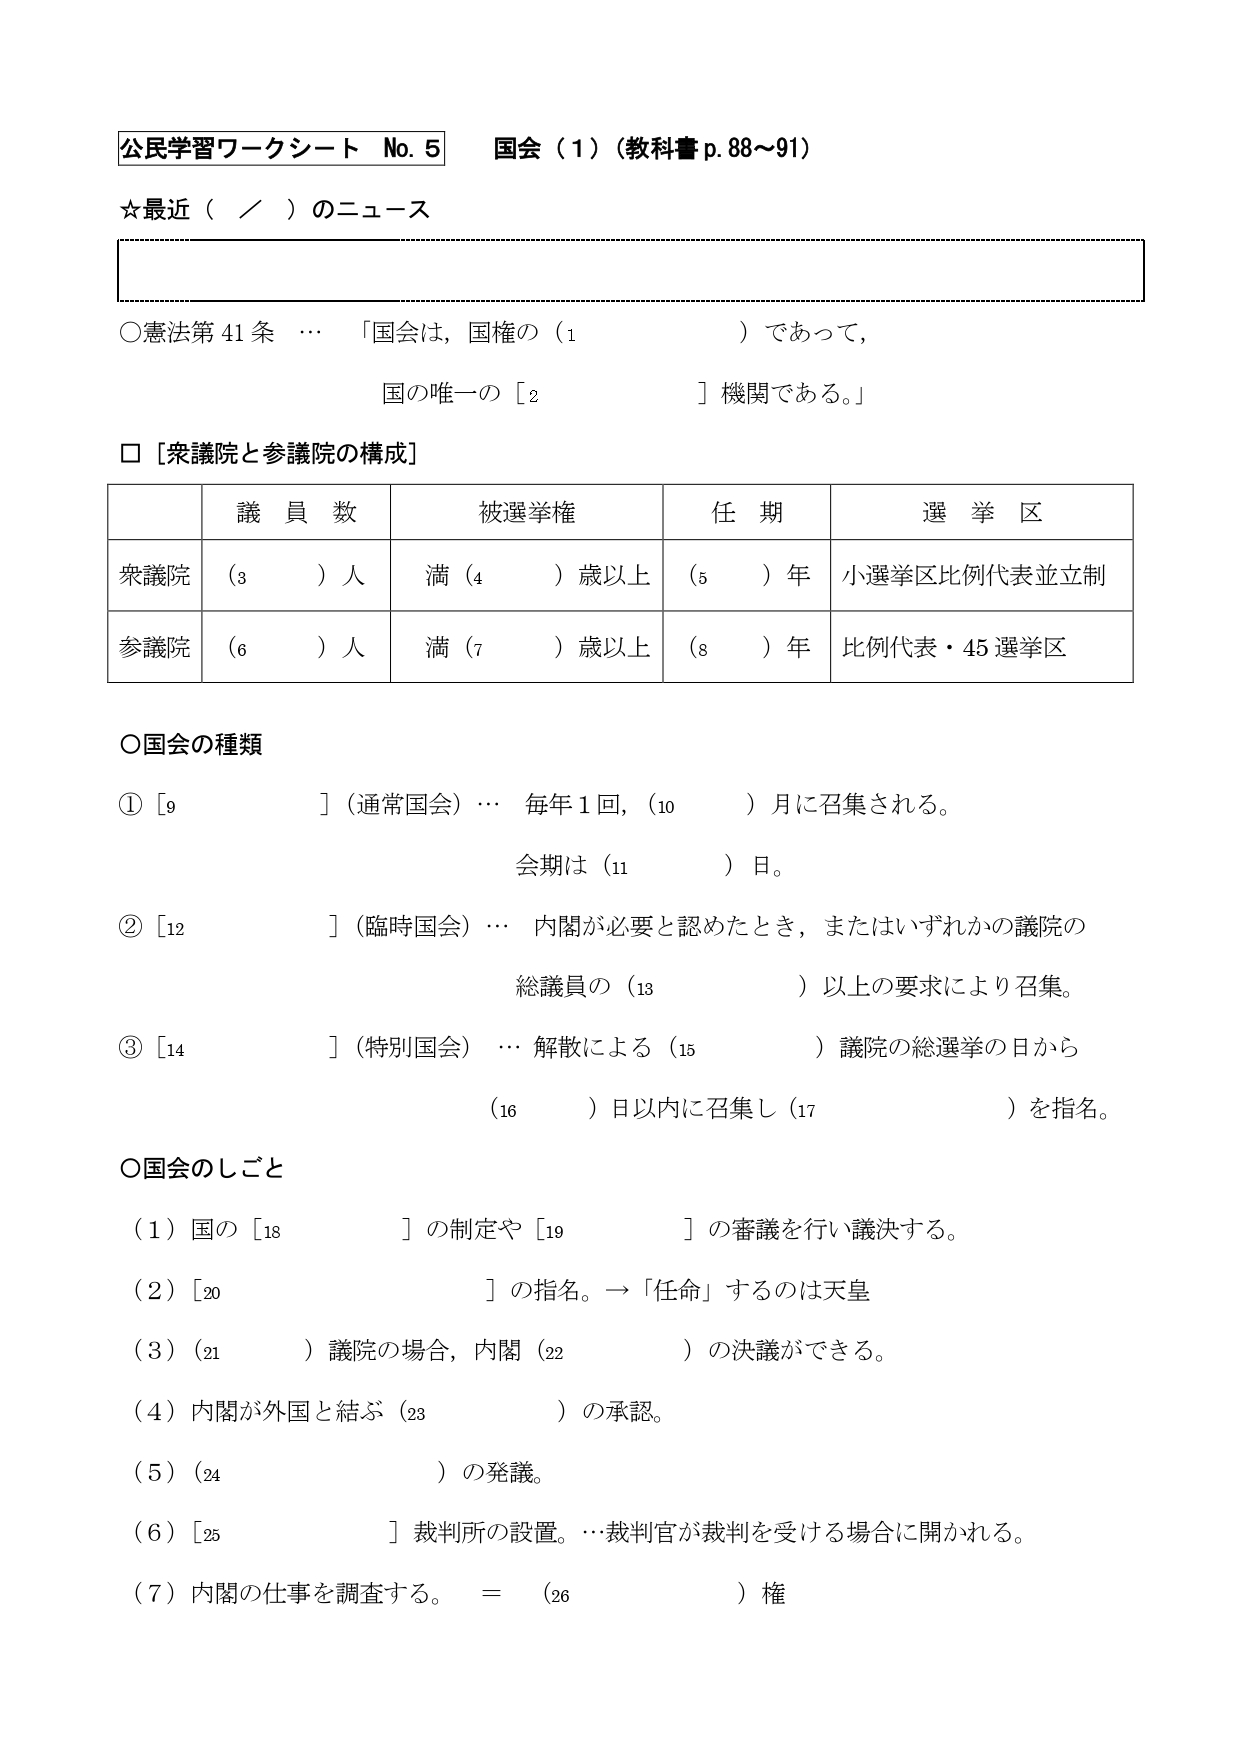 公民学習ワークシート　No. 5　　国会（１）（教科書 p. 88～91）
☆最近（　／　）のニュース
○憲法第 41 条　…　「国会は，国権の（1　　　　　　　）であって，
国の唯一の［2　　　　　　　］機関である。」
□［衆議院と参議院の構成］
議　員　数　　被選挙権　　任　期　　選　挙　区
衆議院　（3　　　）人　　満（4　　　）歳以上　　（5　　）年　　小選挙区比例代表並立制
参議院　（6　　　）人　　満（7　　　）歳以上　　（8　　）年　　比例代表・45 選挙区
○国会の種類
①［9　　　　　　］（通常国会）…　毎年１回，（10　　　）月に召集される。
会期は（11　　　　）日。
②［12　　　　　　］（臨時国会）…　内閣が必要と認めたとき，またはいずれかの議院の
総議員の（13　　　　　　）以上の要求により召集。
③［14　　　　　　］（特別国会）　… 解散による（15　　　　　）議院の総選挙の日から
（16　　　）日以内に召集し（17　　　　　　　　）を指名。
○国会のしごと
（１）国の［18　　　　　］の制定や［19　　　　　］の審議を行い議決する。
（２）［20　　　　　　　　　　　］の指名。→「任命」するのは天皇
（３）（21　　　）議院の場合，内閣（22　　　　　）の決議ができる。
（４）内閣が外国と結ぶ（23　　　　　）の承認。
（５）（24　　　　　　　　　）の発議。
（６）［25　　　　　　　］裁判所の設置。…裁判官が裁判を受ける場合に開かれる。
（７）内閣の仕事を調査する。　＝　（26　　　　　　　）権